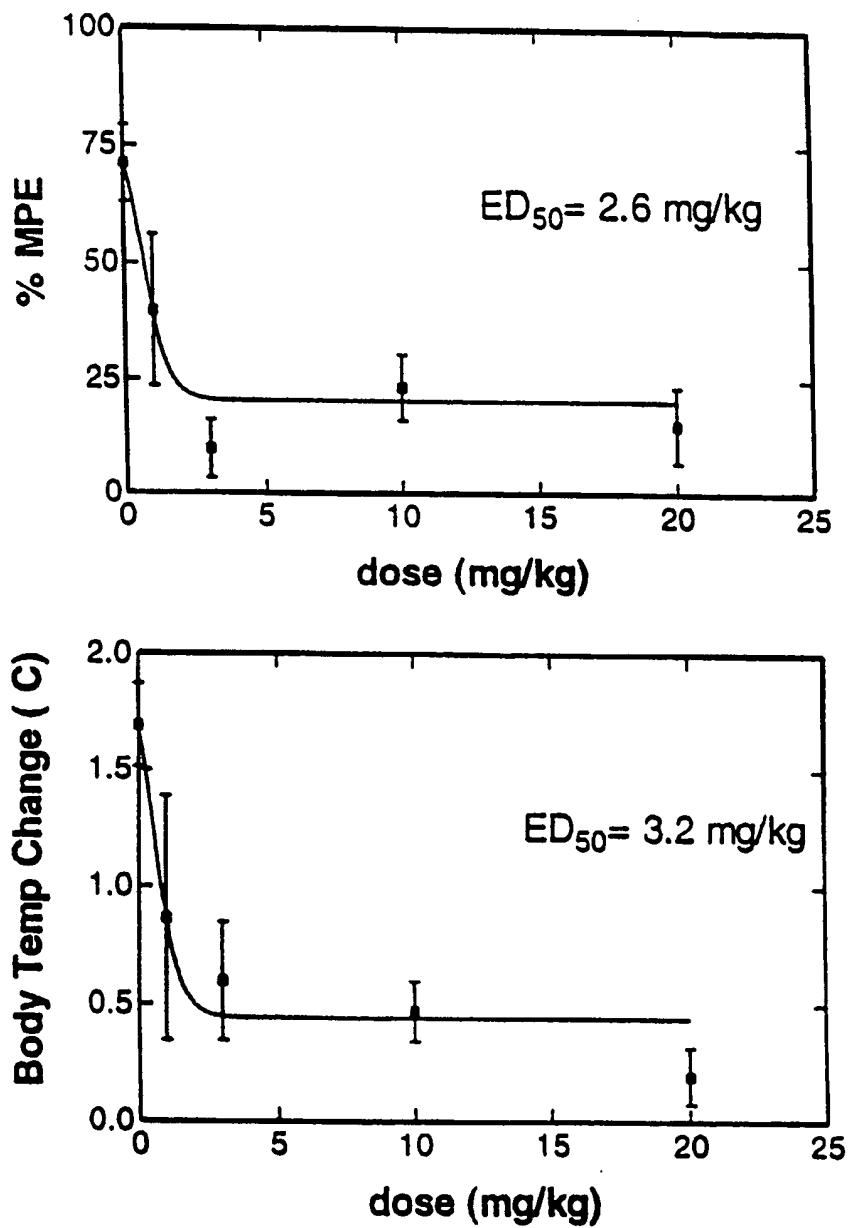 100
75
50
25
0
% MPE
ED50= 2.6 mg/kg
0 5 10 15 20 25
dose (mg/kg)
2.0
1.5
1.0
0.5
0.0
Body Temp Change ( C)
ED50= 3.2 mg/kg
0 5 10 15 20 25
dose (mg/kg)